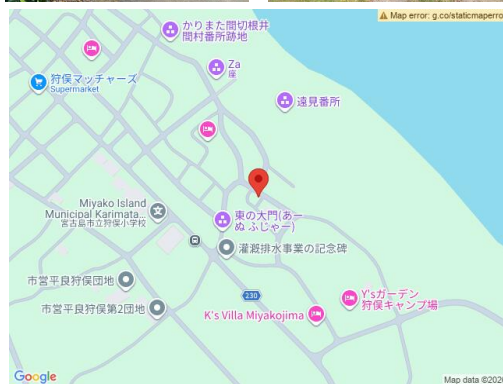 Map error: g.co/staticmaperro
かりまた間切根井
間村番所跡地
Za
座
狩俣マッチャーズ
Supermarket
遠見番所
Miyako Island
Municipal Karimata...
宮古島市立狩俣小学校
東の大門(あー
ぬ ふじゃー)
灌漑排水事業の記念碑
市営平良狩俣団地
230
Y'sガーデン
狩俣キャンプ場
市営平良狩俣第2団地
K's Villa Miyakojima
Google
Map data ©2026